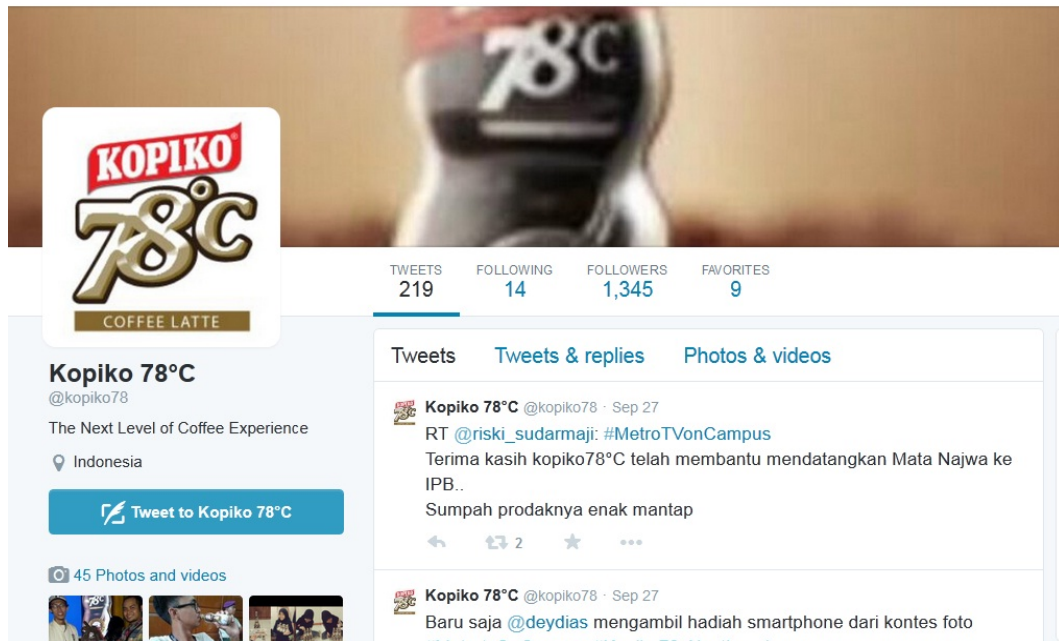 78°C
KOPIKO®
78°C
COFFEE LATTE
TWEETS FOLLOWING FOLLOWERS FAVORITES
219 14 1,345 9
Kopiko 78°C
@kopiko78
The Next Level of Coffee Experience
Indonesia
Tweet to Kopiko 78°C
45 Photos and videos
Tweets Tweets & replies Photos & videos
Kopiko 78°C @kopiko78 · Sep 27
RT @riski_sudarmaji: #MetroTVonCampus
Terima kasih kopiko78°C telah membantu mendatangkan Mata Najwa ke
IPB..
Sumpah prodaknya enak mantap
2
Kopiko 78°C @kopiko78 · Sep 27
Baru saja @deydias mengambil hadiah smartphone dari kontes foto